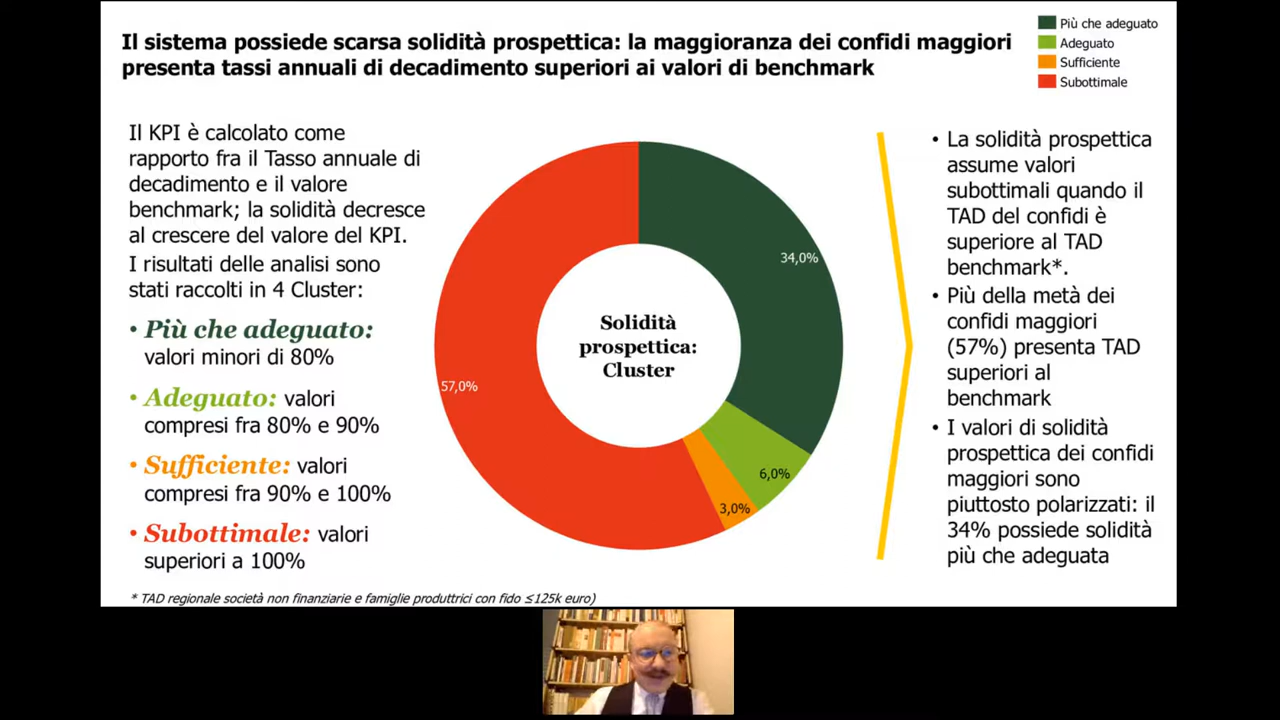 Il sistema possiede scarsa solidità prospettica: la maggioranza dei confidi maggiori
presenta tassi annuali di decadimento superiori ai valori di benchmark
Più che adeguato
Adeguato
Sufficiente
Subottimale
Il KPI è calcolato come
rapporto fra il Tasso annuale di
decadimento e il valore
benchmark; la solidità decresce
al crescere del valore del KPI.
I risultati delle analisi sono
stati raccolti in 4 Cluster:
• Più che adeguato:
valori minori di 80%
• Adeguato: valori
compresi fra 80% e 90%
• Sufficiente: valori
compresi fra 90% e 100%
• Subottimale: valori
superiori a 100%
34,0%
6,0%
3,0%
57,0%
Solidità
prospettica:
Cluster
• La solidità prospettica
assume valori
subottimali quando il
TAD del confidi è
superiore al TAD
benchmark*.
• Più della metà dei
confidi maggiori
(57%) presenta TAD
superiori al
benchmark
• I valori di solidità
prospettica dei confidi
maggiori sono
piuttosto polarizzati: il
34% possiede solidità
più che adeguata
* TAD regionale società non finanziarie e famiglie produttrici con fido ≤125k euro)